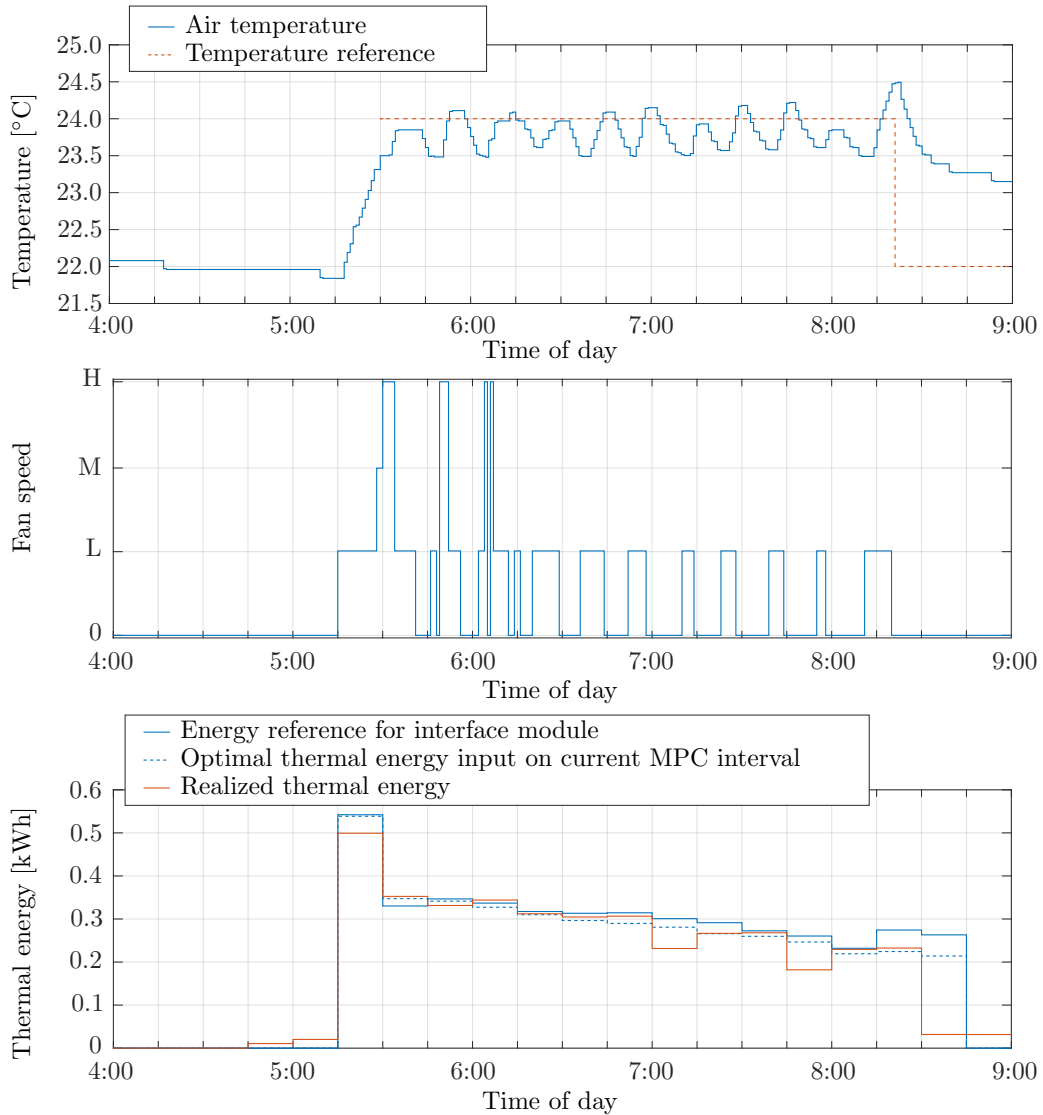 Air temperature
Temperature reference
25.0
24.5
24.0
23.5
23.0
22.5
22.0
21.5
Temperature [°C]
4:00 5:00 6:00 7:00 8:00 9:00
Time of day
H
M
L
0
Fan speed
4:00 5:00 6:00 7:00 8:00 9:00
Time of day
Energy reference for interface module
Optimal thermal energy input on current MPC interval
Realized thermal energy
0.6
0.5
0.4
0.3
0.2
0.1
0
Thermal energy [kWh]
4:00 5:00 6:00 7:00 8:00 9:00
Time of day